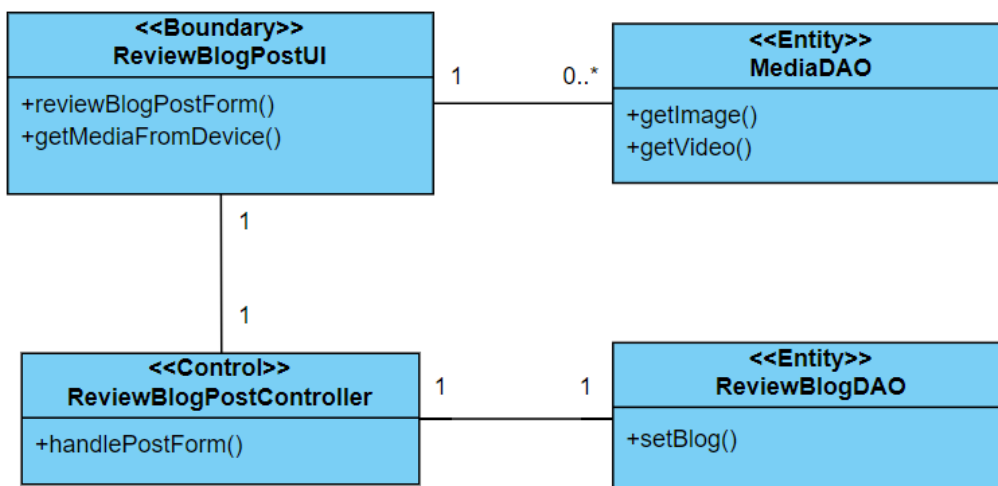 <<Boundary>>
ReviewBlogPostUI
+reviewBlogPostForm()
+getMediaFromDevice()
1
0..*
<<Entity>>
MediaDAO
+getImage()
+getVideo()
1
1
<<Control>>
ReviewBlogPostController
+handlePostForm()
1
1
<<Entity>>
ReviewBlogDAO
+setBlog()